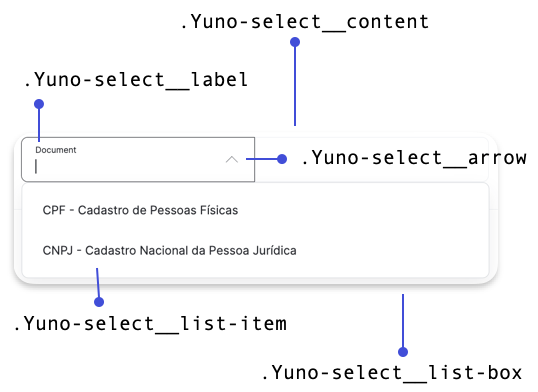 .Yuno-select__content
.Yuno-select__label
Document
.Yuno-select__arrow
CPF - Cadastro de Pessoas Físicas
CNPJ - Cadastro Nacional da Pessoa Jurídica
.Yuno-select__list-item
.Yuno-select__list-box